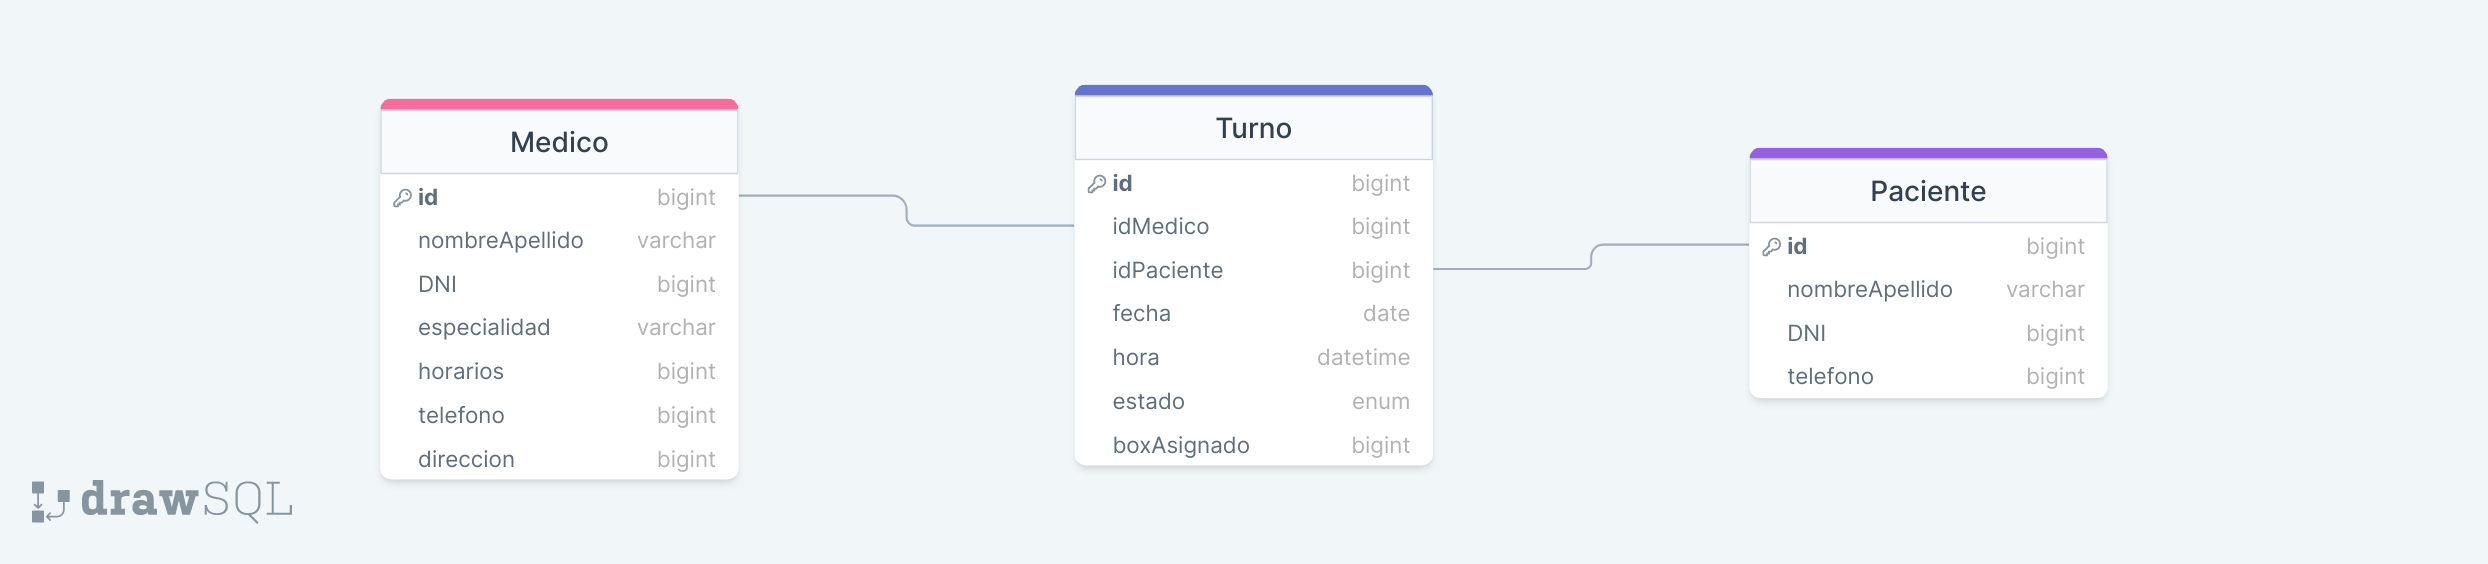 Medico
id bigint
nombreApellido varchar
DNI bigint
especialidad varchar
horarios bigint
telefono bigint
direccion bigint
Turno
id bigint
idMedico bigint
idPaciente bigint
fecha date
hora datetime
estado enum
boxAsignado bigint
Paciente
id bigint
nombreApellido varchar
DNI bigint
telefono bigint
drawSQL